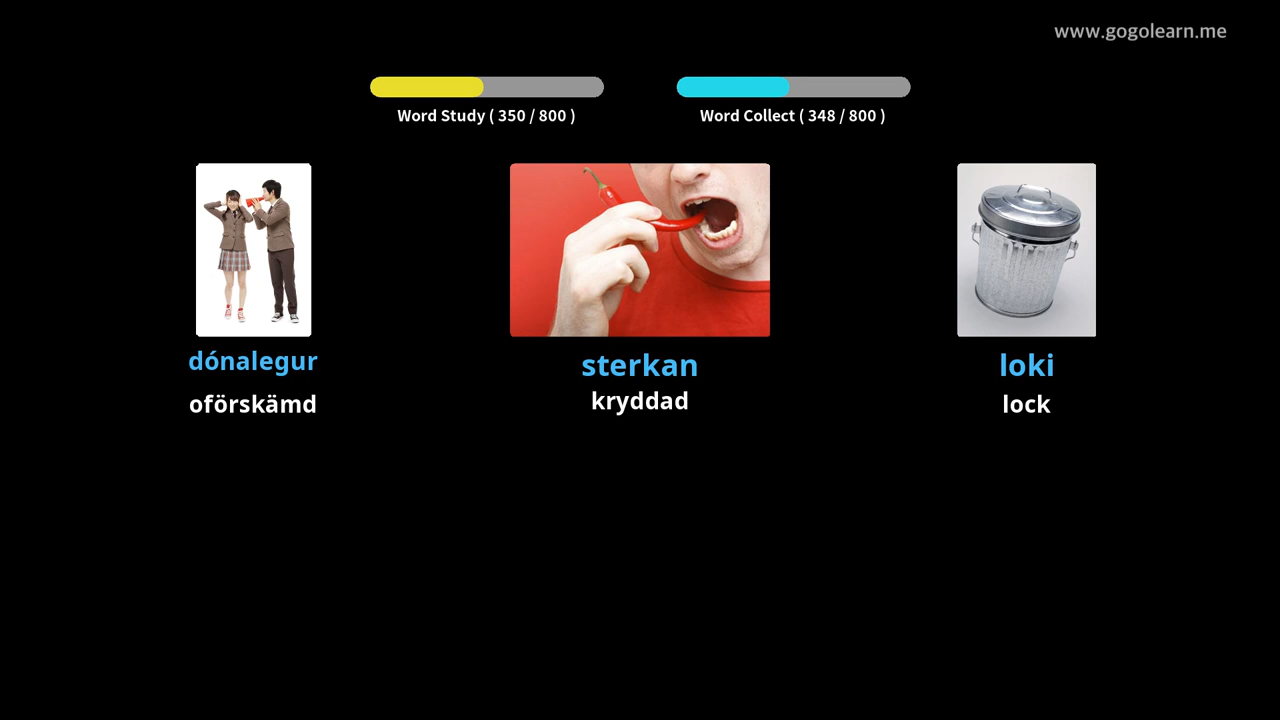 www.gogolearn.me
Word Study ( 350 / 800 )
Word Collect ( 348 / 800 )
dónalegur
sterkan
loki
oförskämd
kryddad
lock